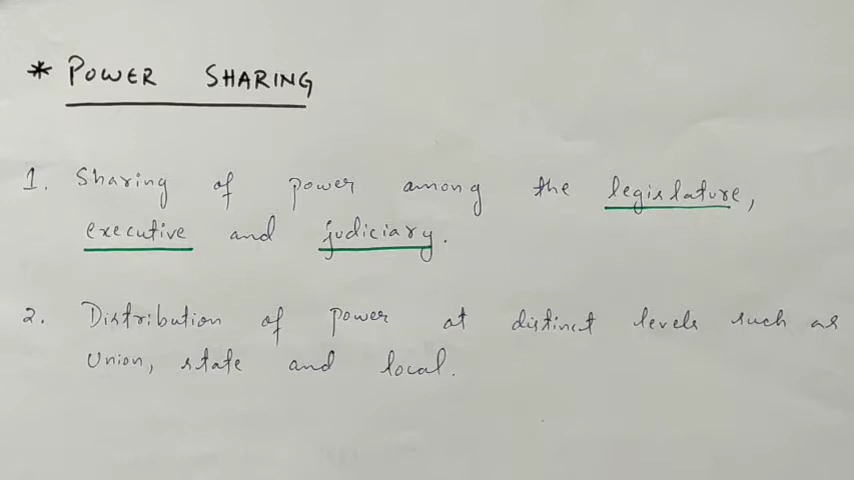 * POWER SHARING
1. Sharing of power among the legislature,
executive and judiciary.
2. Distribution of power at distinct levels such as
Union, state and local.